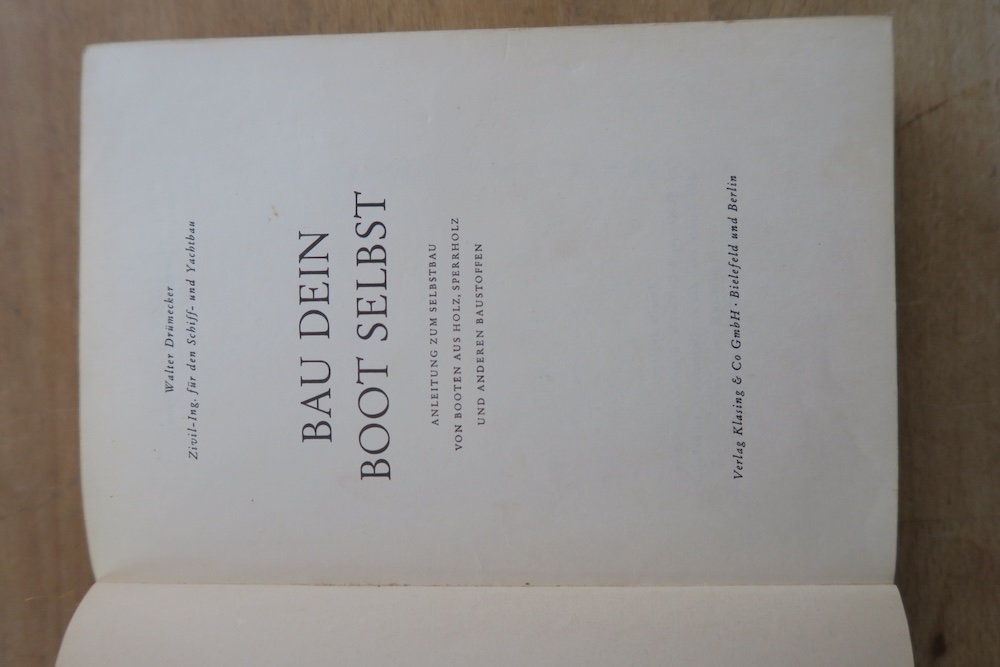 Walter Drümecker
Zivil-Ing. für den Schiff- und Yachtbau
BAU DEIN
BOOT SELBST
ANLEITUNG ZUM SELBSTBAU
VON BOOTEN AUS HOLZ, SPERRHOLZ
UND ANDEREN BAUSTOFFEN
Verlag Klasing & Co GmbH · Bielefeld und Berlin